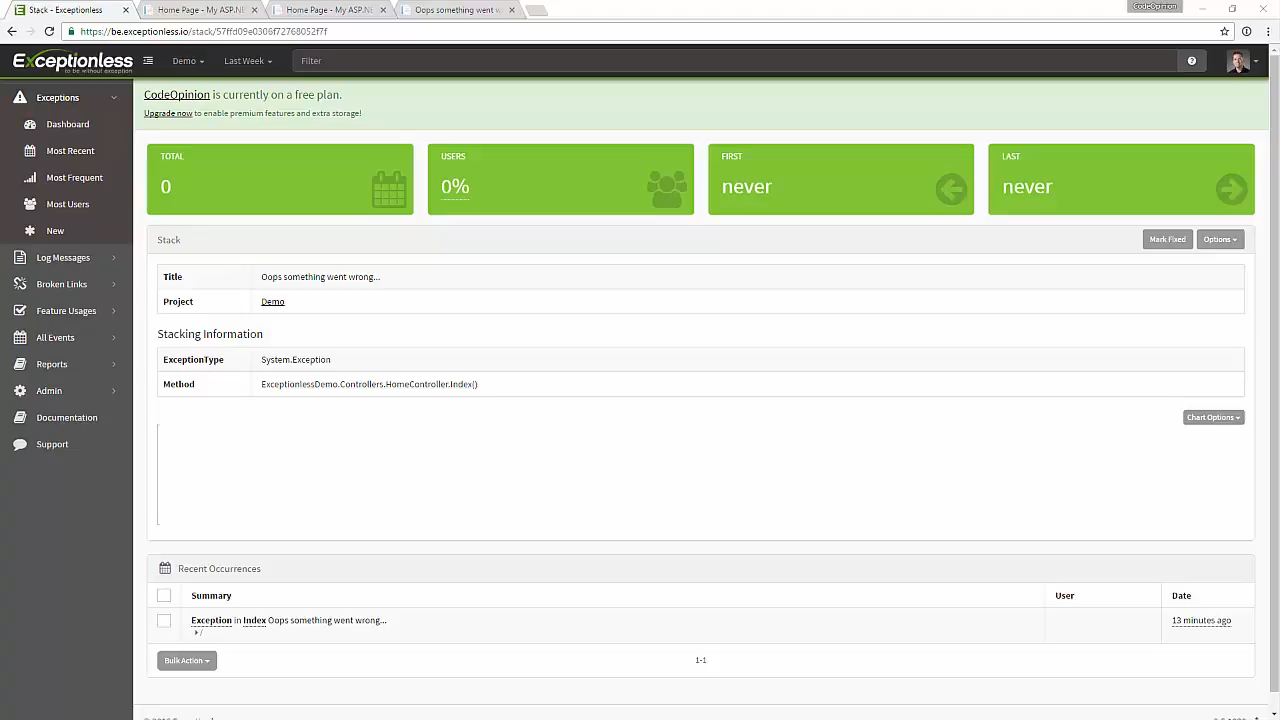 Stack - Exceptionless
Home Page - My ASP.NE
Home Page - My ASP.NE
Oops something went w
CodeOpinion
https://be.exceptionless.io/stack/57ffd09e0306f72768052f7f
Exceptionless
to be without exception
Demo
Last Week
Filter
Exceptions
Dashboard
Most Recent
Most Frequent
Most Users
New
Log Messages
Broken Links
Feature Usages
All Events
Reports
Admin
Documentation
Support
CodeOpinion is currently on a free plan.
Upgrade now to enable premium features and extra storage!
TOTAL
0
USERS
0%
FIRST
never
LAST
never
Stack
Mark Fixed
Options
Title
Oops something went wrong...
Project
Demo
Stacking Information
ExceptionType
System.Exception
Method
ExceptionlessDemo.Controllers.HomeController.Index()
Chart Options
Recent Occurrences
Summary
User
Date
Exception in Index Oops something went wrong...
13 minutes ago
/
Bulk Action
1-1